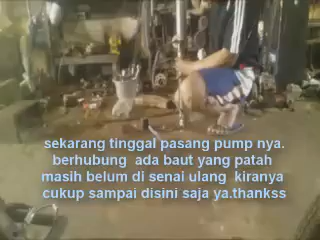 sekarang tinggal pasang pump nya.
berhubung ada baut yang patah
masih belum di senai ulang kiranya
cukup sampai disini saja ya.thankss